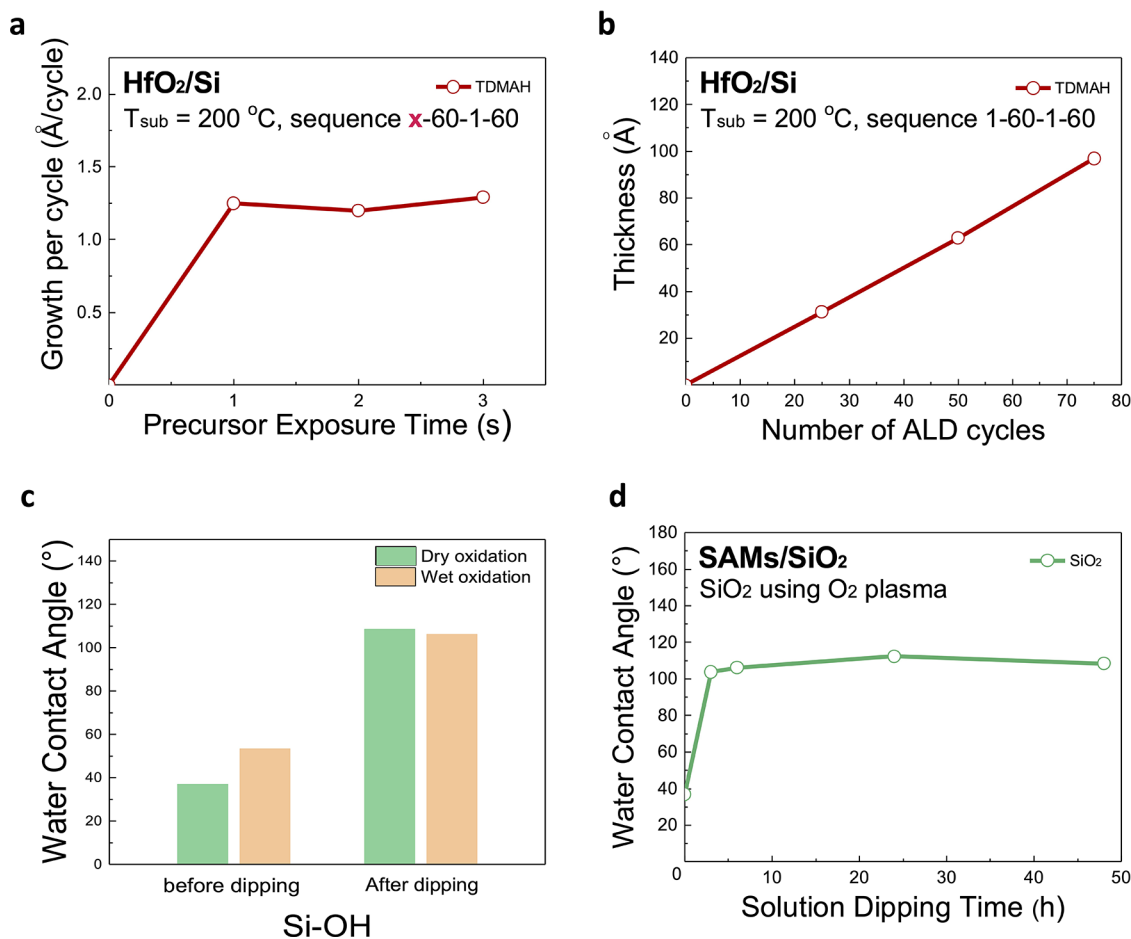 a
HfO2/Si
TDMAH
Tsub = 200 oC, sequence x-60-1-60
Growth per cycle (Å/cycle)
2.0
1.5
1.0
0.5
0
1
2
3
Precursor Exposure Time (s)
b
HfO2/Si
TDMAH
Tsub = 200 oC, sequence 1-60-1-60
Thickness (Å)
140
120
100
80
60
40
20
0
10
20
30
40
50
60
70
80
Number of ALD cycles
c
Dry oxidation
Wet oxidation
Water Contact Angle (°)
140
120
100
80
60
40
20
0
before dipping
After dipping
Si-OH
d
SAMs/SiO2
SiO2
SiO2 using O2 plasma
Water Contact Angle (°)
180
160
140
120
100
80
60
40
20
0
10
20
30
40
50
Solution Dipping Time (h)